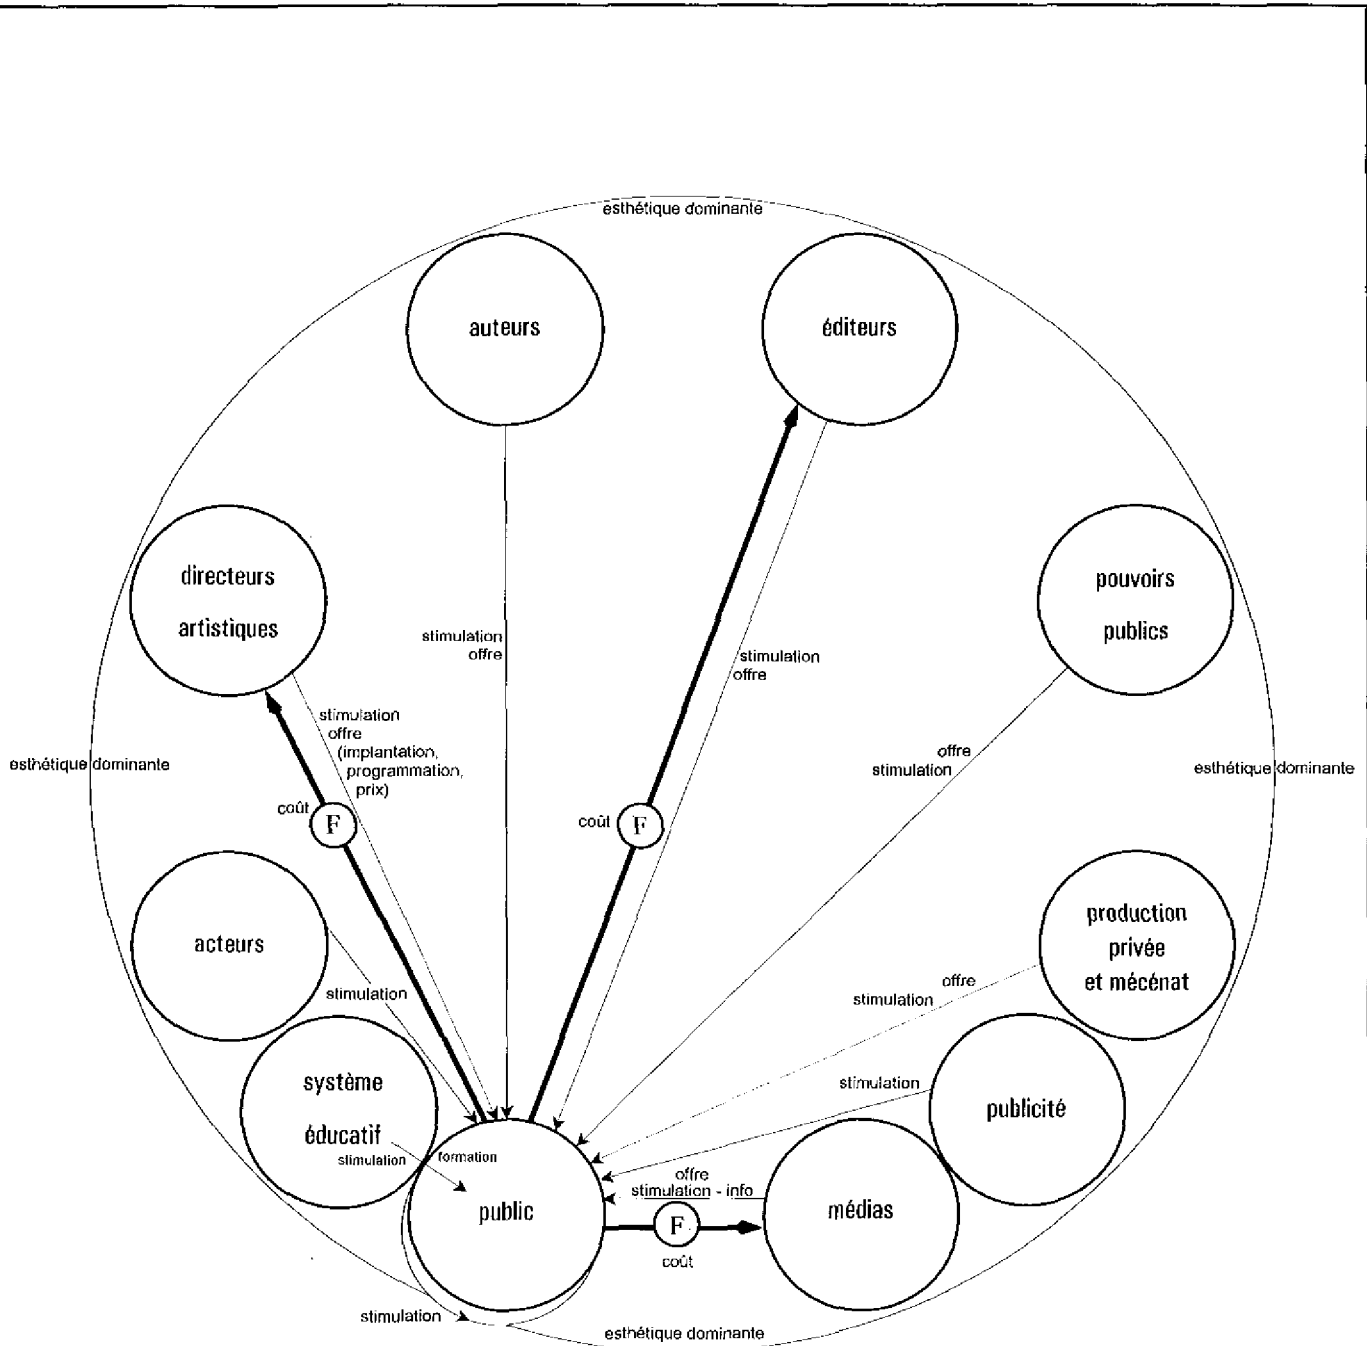 esthétique dominante
auteurs
éditeurs
directeurs
artistiques
pouvoirs
publics
stimulation
offre
stimulation
offre
stimulation
offre
(implantation,
programmation,
prix)
offre
stimulation
esthétique dominante
esthétique dominante
coût
F
coût
F
acteurs
production
privée
et mécénat
stimulation
offre
stimulation
système
éducatif
stimulation
formation
stimulation
publicité
public
offre
stimulation - info
F
coût
médias
stimulation
esthétique dominante